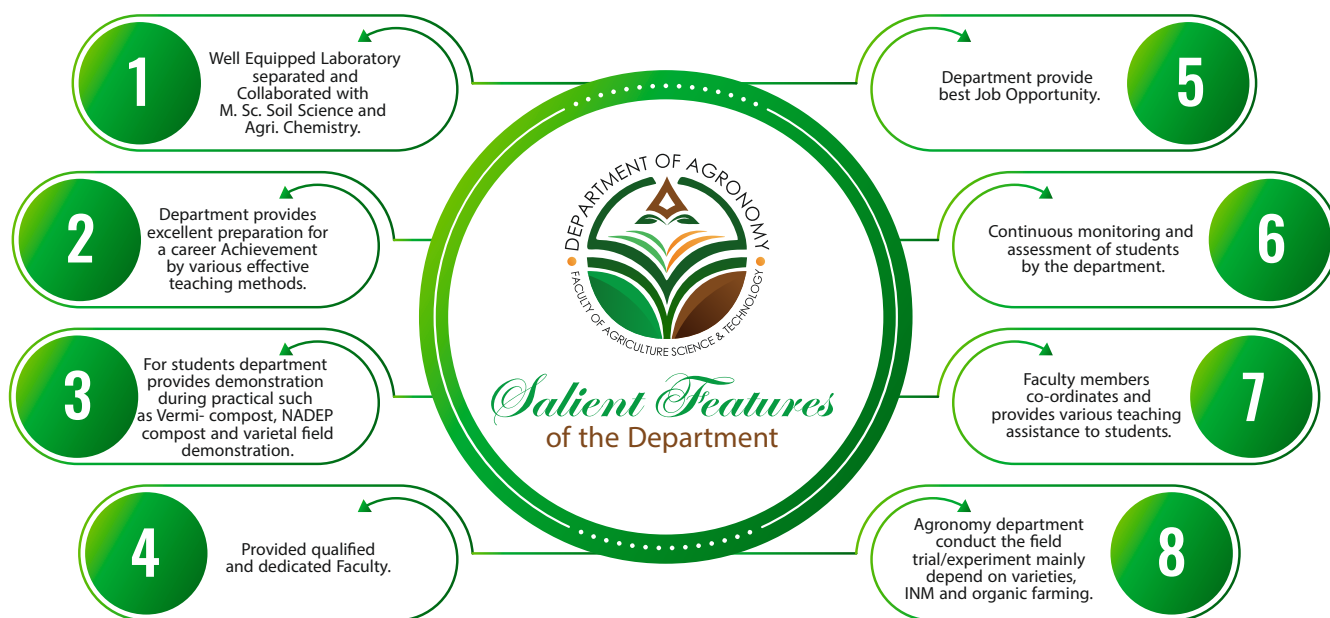 1
Well Equipped Laboratory
separated and
Collaborated with
M. Sc. Soil Science and
Agri. Chemistry.
2
Department provides
excellent preparation for
a career Achievement
by various effective
teaching methods.
3
For students department
provides demonstration
during practical such
as Vermi- compost, NADEP
compost and varietal field
demonstration.
4
Provided qualified
and dedicated Faculty.
DEPARTMENT OF AGRONOMY
FACULTY OF AGRICULTURE SCIENCE & TECHNOLOGY
Salient Features
of the Department
5
Department provide
best Job Opportunity.
6
Continuous monitoring and
assessment of students
by the department.
7
Faculty members
co-ordinates and
provides various teaching
assistance to students.
8
Agronomy department
conduct the field
trial/experiment mainly
depend on varieties,
INM and organic farming.